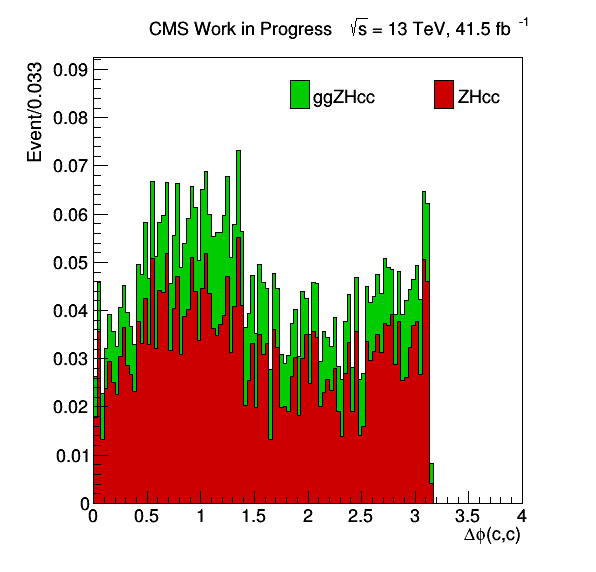 CMS Work in Progress √s = 13 TeV, 41.5 fb⁻¹
Event/0.033
ggZHcc ZHcc
0.09
0.08
0.07
0.06
0.05
0.04
0.03
0.02
0.01
0
0 0.5 1 1.5 2 2.5 3 3.5 4
Δϕ(c,c)